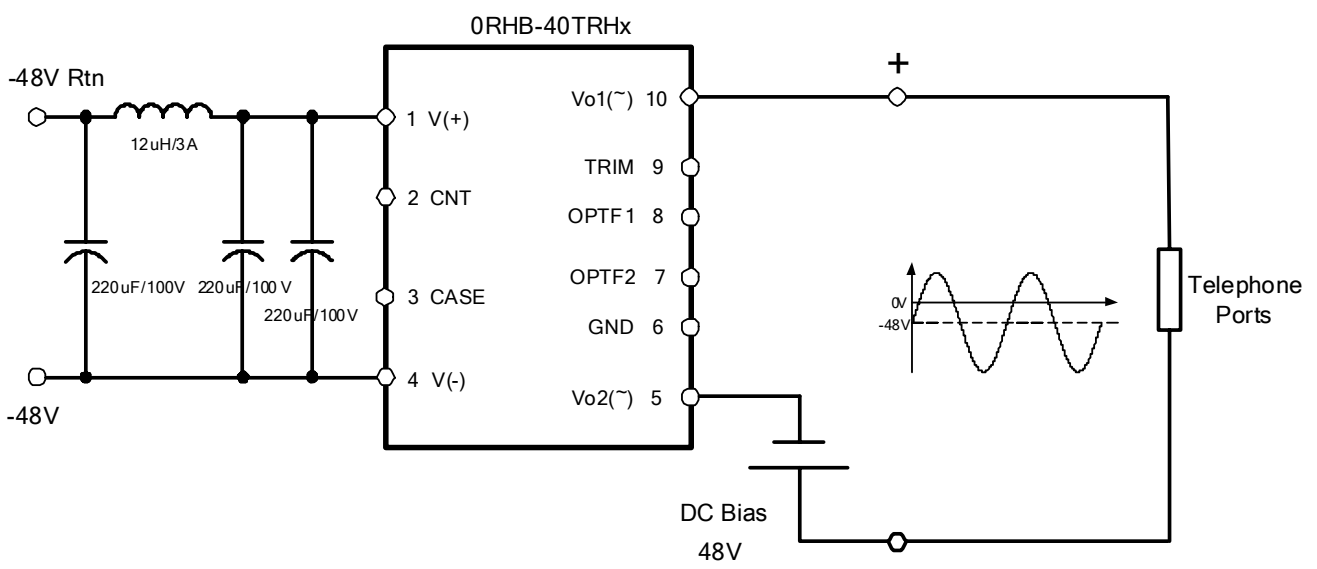 0RHB-40TRHx
-48V Rtn
12uH/3A
220uF/100V
220uF/100V
220uF/100V
-48V
1 V(+)
2 CNT
3 CASE
4 V(-)
Vo1(~) 10
TRIM 9
OPTF1 8
OPTF2 7
GND 6
Vo2(~) 5
+
DC Bias
48V
0V
-48V
Telephone
Ports